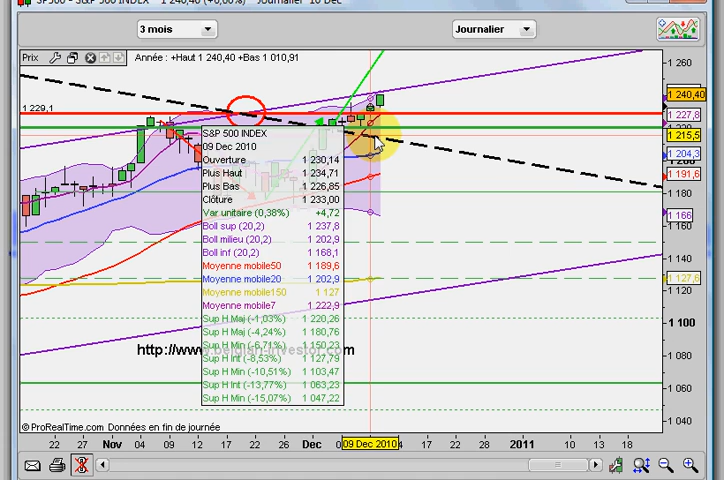 SP500 - S&P 500 INDEX 1 240,40 (+0,60%) Journalier 10 Déc
3 mois
Journalier
Prix
Année : +Haut 1 240,40 +Bas 1 010,91
1 260
1 240,40
1 229,1
1 227,8
1 215,5
1 204,3
1 191,6
1 180
1 166
1 140
1 127,6
1 120
1 100
1 080
1 060
1 040
S&P 500 INDEX
09 Dec 2010
Ouverture 1 230,14
Plus Haut 1 234,71
Plus Bas 1 226,85
Clôture 1 233,00
Var unitaire (0,38%) +4,72
Boll sup (20,2) 1 237,8
Boll milieu (20,2) 1 202,9
Boll inf (20,2) 1 168,1
Moyenne mobile50 1 189,6
Moyenne mobile20 1 202,9
Moyenne mobile150 1 127
Moyenne mobile7 1 222,9
Sup H Maj (-1,03%) 1 220,26
Sup H Maj (-4,24%) 1 180,76
Sup H Min (-6,71%) 1 150,23
Sup H Int (-8,53%) 1 127,79
Sup H Min (-10,51%) 1 103,47
Sup H Int (-13,77%) 1 063,23
Sup H Min (-15,07%) 1 047,22
http://www.belgian-investor.com
© ProRealTime.com Données en fin de journée
22 27 Nov 04 09 12 17 22 26 Dec 09 Dec 2010 17 22 28 2011 10 13 18